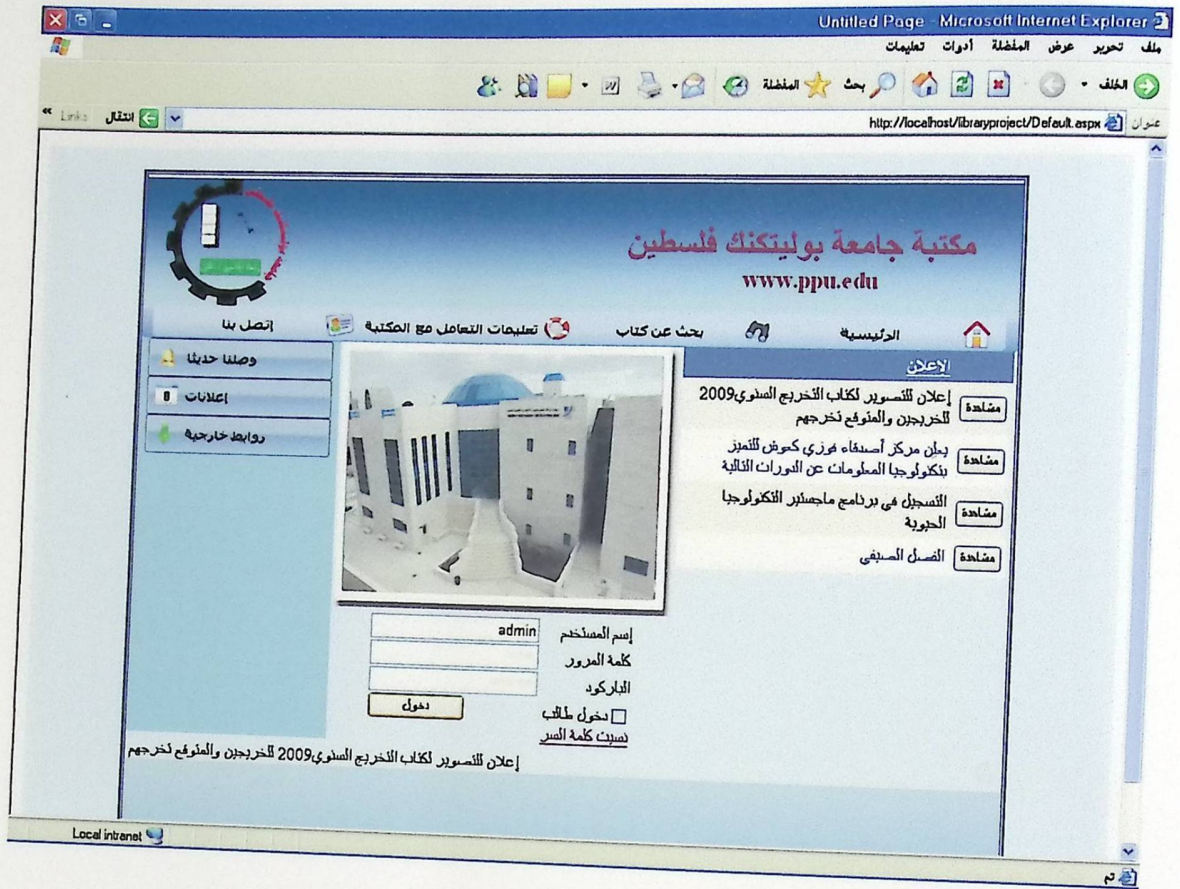 Untitled Page - Microsoft Internet Explorer
ملف تحرير عرض المفضلة أدوات تعليمات
الخلف بحث المفضلة
عنوان http://localhost/libraryproject/Default.aspx انتقال Links
مكتبة جامعة بوليتكنك فلسطين
www.ppu.edu
الرئيسية بحث عن كتاب تعليمات التعامل مع المكتبة إتصل بنا
الإعلان
مشاهدة إعلان للتصوير لكتاب التخريج السنوي2009
للخريجين والمتوقع تخرجهم
مشاهدة يعلن مركز أصدقاء فوزي كعوش للتميز
بتكنولوجيا المعلومات عن الدورات التالية
مشاهدة التسجيل في برنامج ماجستير التكنولوجيا
الحيوية
مشاهدة الفصل الصيفي
وصلنا حديثا
إعلانات
روابط خارجية
إسم المستخدم admin
كلمة المرور
الباركود
دخول طالب
دخول
نسيت كلمة السر
إعلان للتصوير لكتاب التخريج السنوي2009 للخريجين والمتوقع تخرجهم
Local intranet
تم